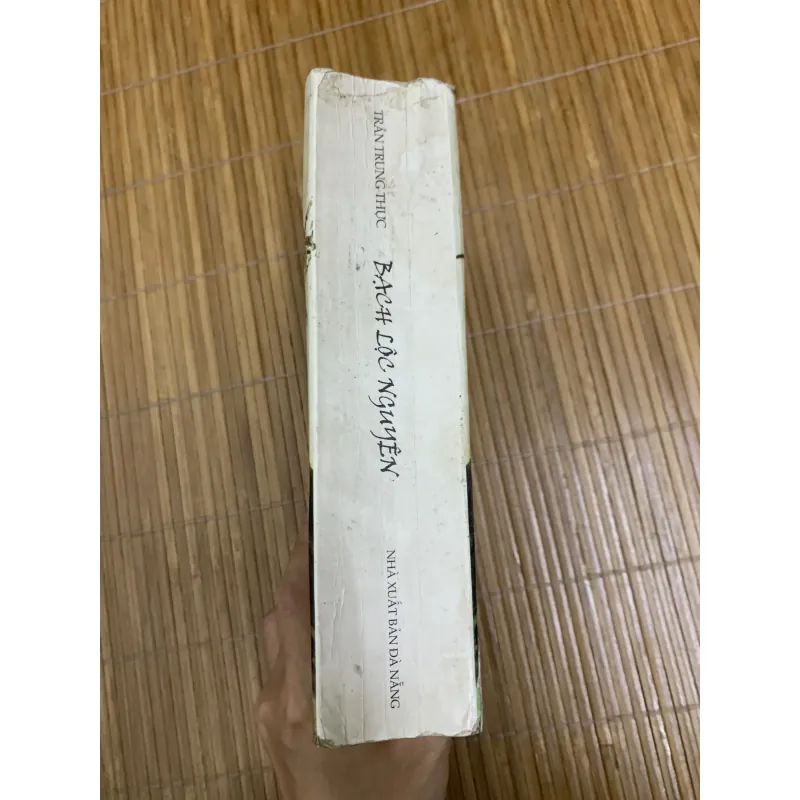 TRẦN TRUNG THỰC
BẠCH LỘC NGUYÊN
NHÀ XUẤT BẢN ĐÀ NẴNG